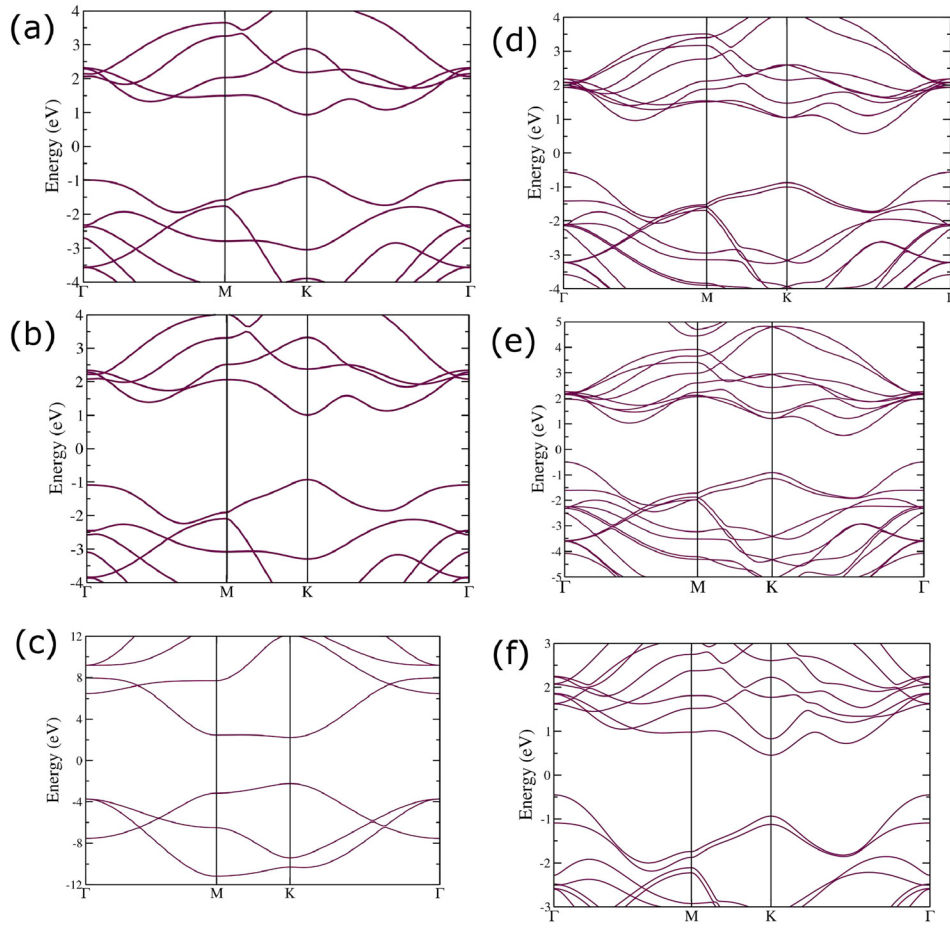 (a)
Energy (eV)
4
3
2
1
0
-1
-2
-3
-4
Γ M K Γ
(b)
Energy (eV)
4
3
2
1
0
-1
-2
-3
-4
Γ M K Γ
(c)
Energy (eV)
12
8
4
0
-4
-8
-12
Γ M K Γ
(d)
Energy (eV)
4
3
2
1
0
-1
-2
-3
-4
Γ M K Γ
(e)
Energy (eV)
5
4
3
2
1
0
-1
-2
-3
-4
-5
Γ M K Γ
(f)
Energy (eV)
3
2
1
0
-1
-2
-3
Γ M K Γ